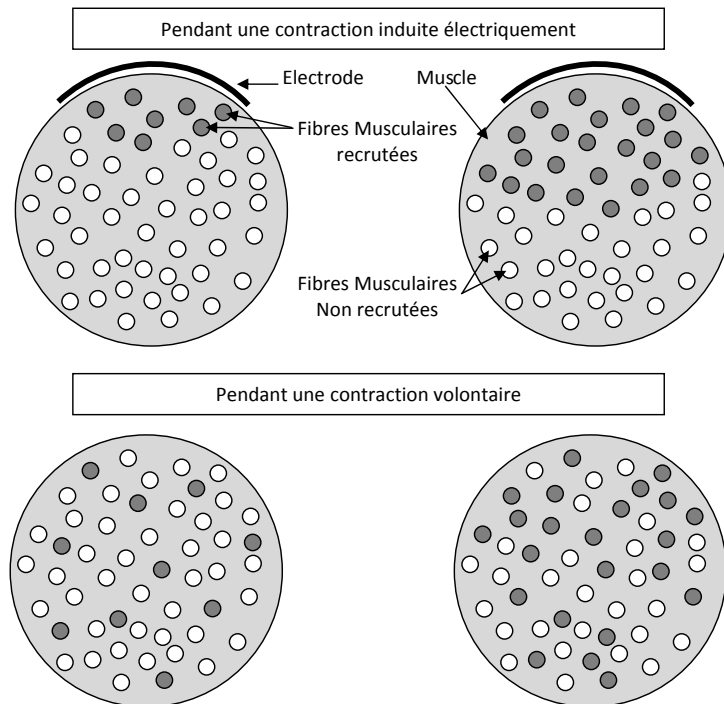 Pendant une contraction induite électriquement
Electrode
Muscle
Fibres Musculaires
recrutées
Fibres Musculaires
Non recrutées
Pendant une contraction volontaire